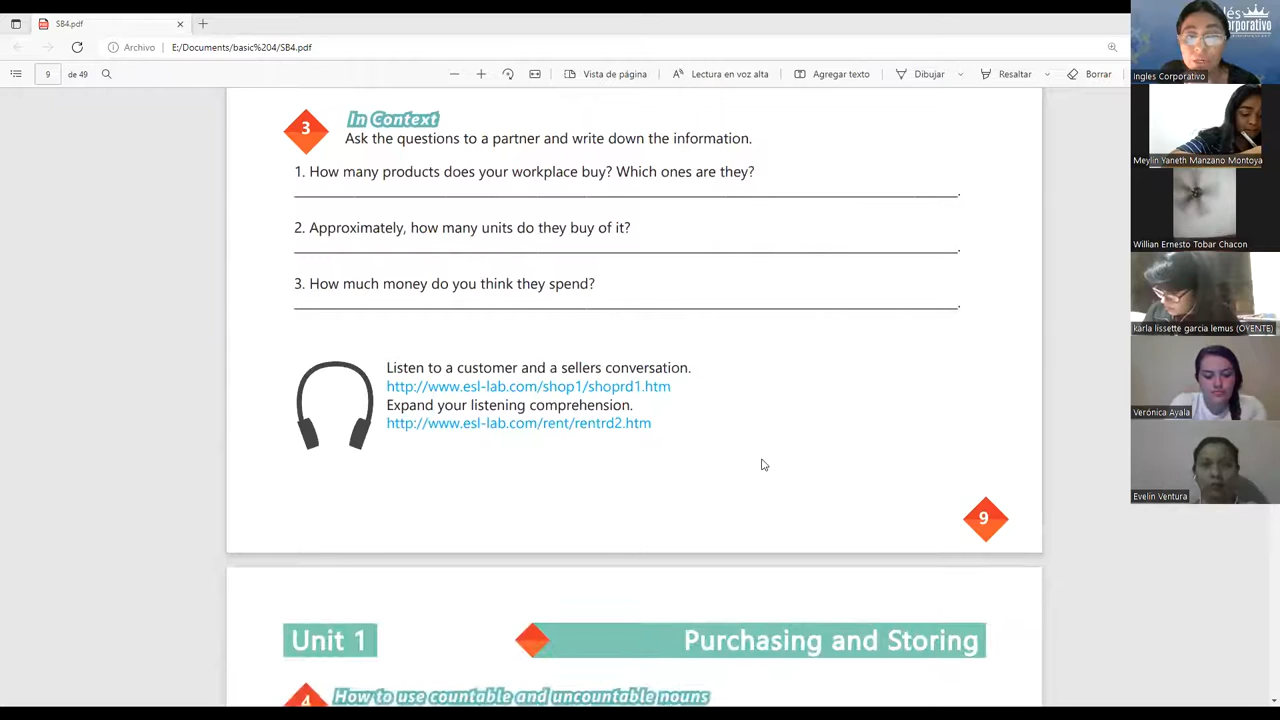 SB4.pdf
Archivo
E:/Documents/basic%204/SB4.pdf
9
de 49
Vista de página
Lectura en voz alta
Agregar texto
Dibujar
Resaltar
Borrar
3
In Context
Ask the questions to a partner and write down the information.
1. How many products does your workplace buy? Which ones are they?
2. Approximately, how many units do they buy of it?
3. How much money do you think they spend?
Listen to a customer and a sellers conversation.
http://www.esl-lab.com/shop1/shoprd1.htm
Expand your listening comprehension.
http://www.esl-lab.com/rent/rentrd2.htm
9
Unit 1
Purchasing and Storing
4
How to use countable and uncountable nouns
Ingles Corporativo
Meylin Yaneth Manzano Montoya
Willian Ernesto Tobar Chacon
karla lissette garcia lemus (OYENTE)
Verónica Ayala
Evelin Ventura